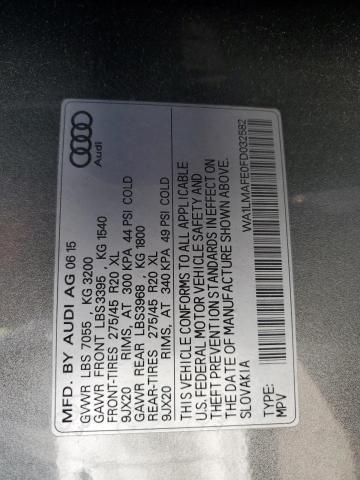 Audi
MFD. BY AUDI AG 06 15
GVWR LBS 7055 , KG 3200
GAWR FRONT LBS3395 , KG 1540
FRONT-TIRES 275/45 R20 XL
9JX20 RIMS, AT 300 KPA, 44 PSI COLD
GAWR REAR LBS3968 , KG 1800
REAR-TIRES 275/45 R20 XL
9JX20 RIMS, AT 340 KPA 49 PSI COLD
THIS VEHICLE CONFORMS TO ALL APPLICABLE
U.S. FEDERAL MOTOR VEHICLE SAFETY AND
THEFT PREVENTION STANDARDS IN EFFECT ON
THE DATE OF MANUFACTURE SHOWN ABOVE.
SLOVAKIA WA1LMAFE0FD032582
TYPE:
MPV